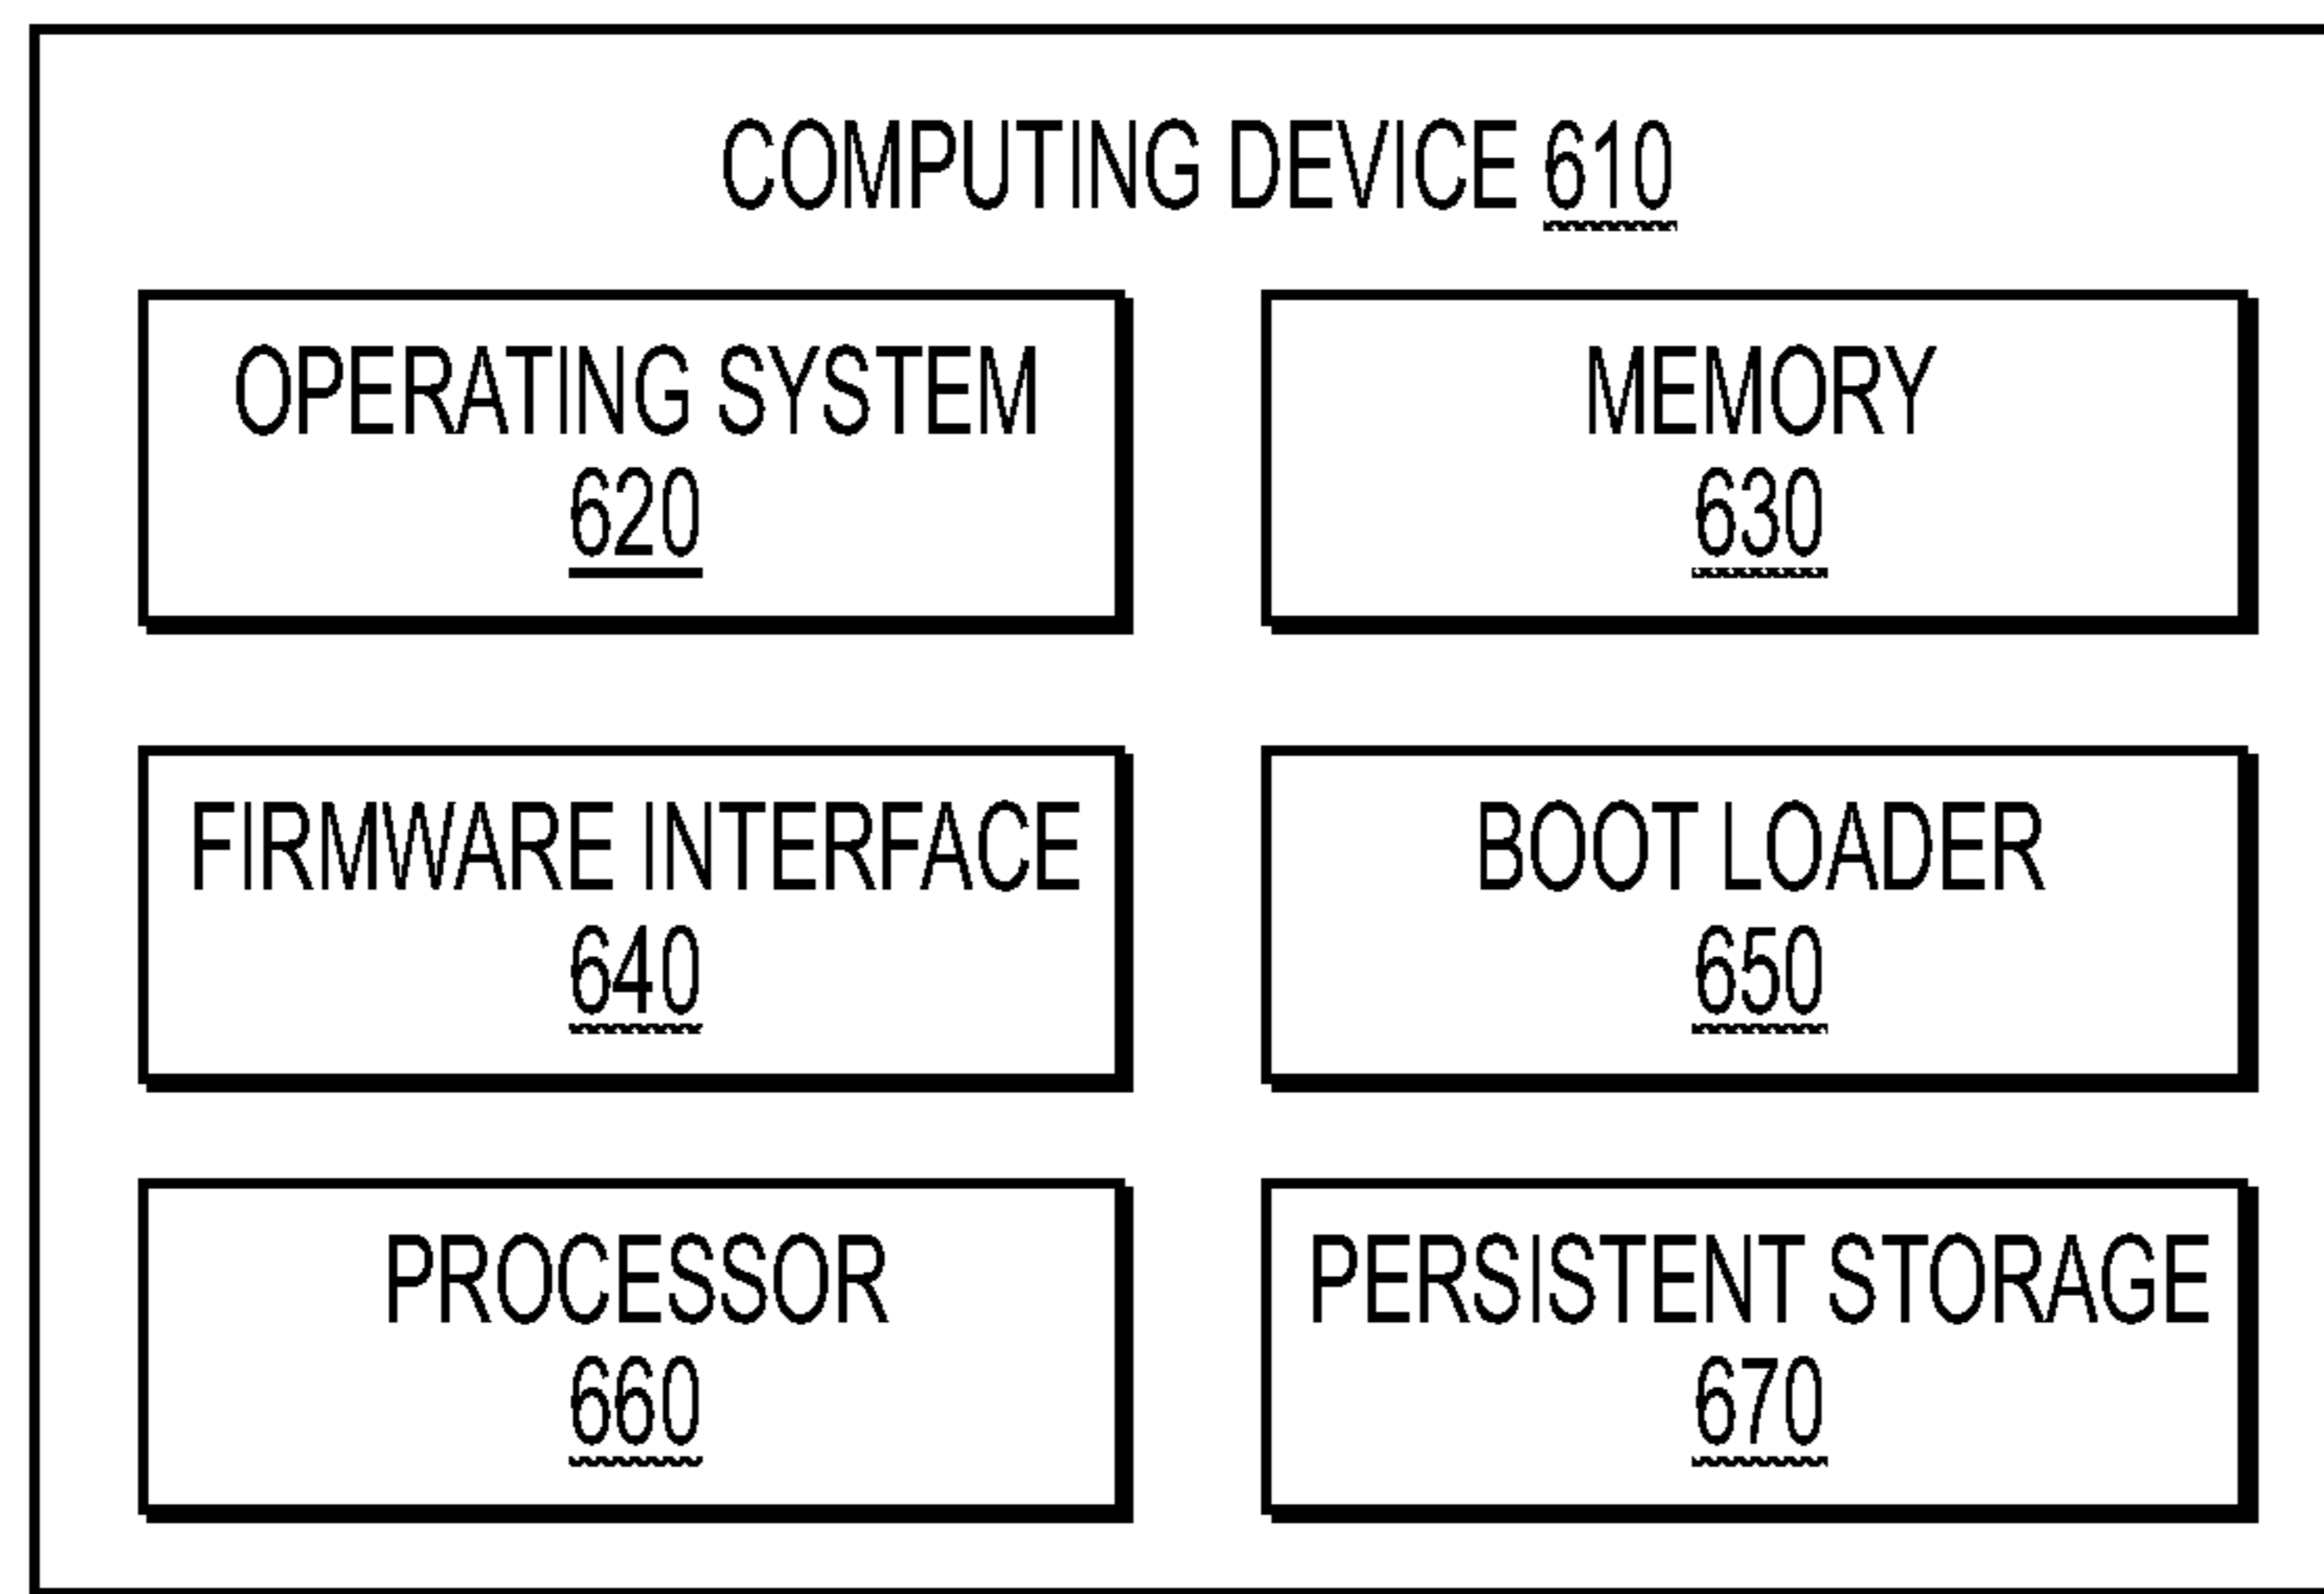 COMPUTING DEVICE 610
OPERATING SYSTEM
620
MEMORY
630
FIRMWARE INTERFACE
640
BOOT LOADER
650
PROCESSOR
660
PERSISTENT STORAGE
670